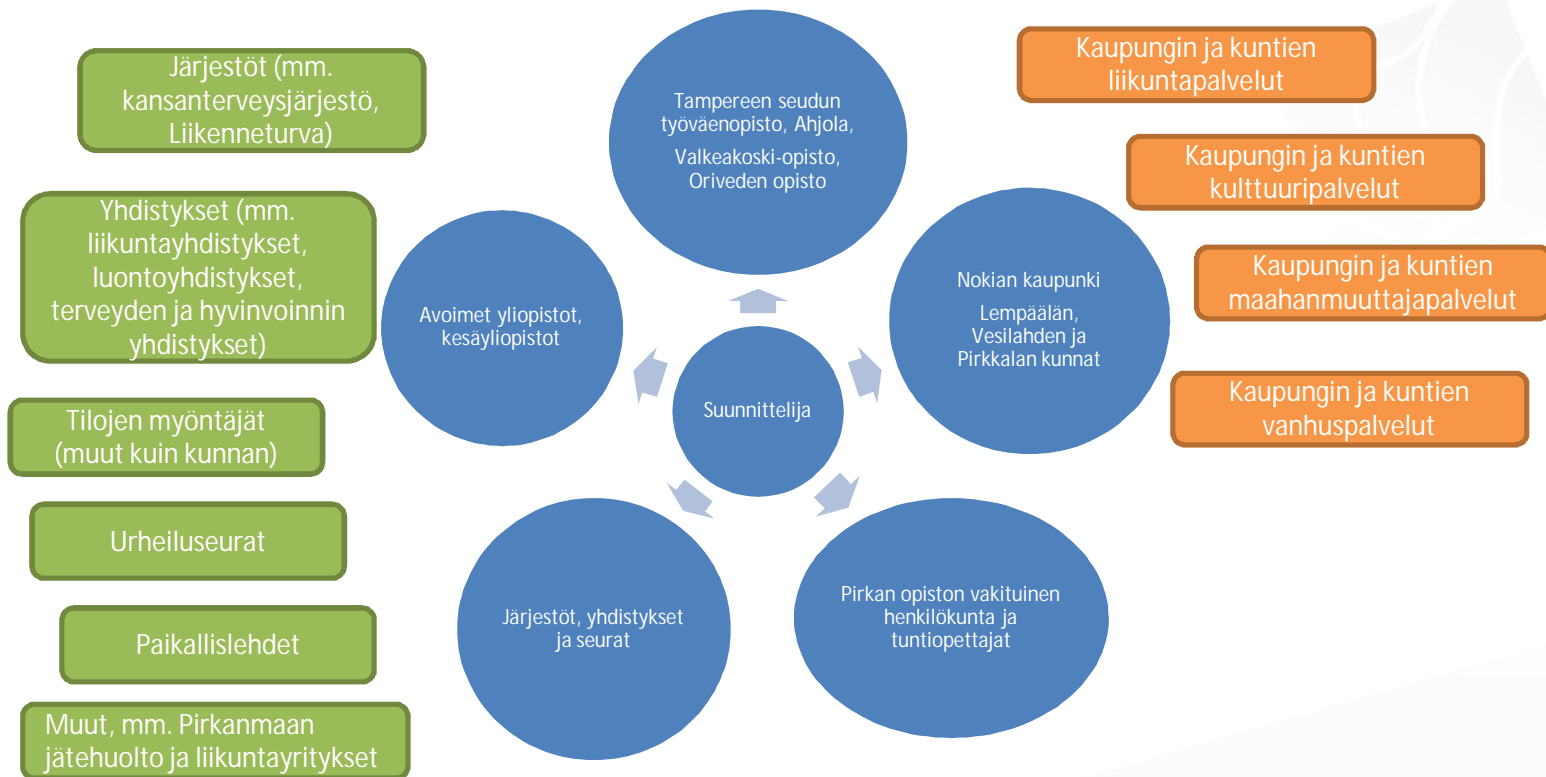 Järjestöt (mm.
kansanterveysjärjestö,
Liikenneturva)
Yhdistykset (mm.
liikuntayhdistykset,
luontoyhdistykset,
terveyden ja hyvinvoinnin
yhdistykset)
Tilojen myöntäjät
(muut kuin kunnan)
Urheiluseurat
Paikallislehdet
Muut, mm. Pirkanmaan
jätehuolto ja liikuntayritykset
Tampereen seudun
työväenopisto, Ahjola,
Valkeakoski-opisto,
Oriveden opisto
Avoimet yliopistot,
kesäyliopistot
Suunnittelija
Nokian kaupunki
Lempäälän,
Vesilahden ja
Pirkkalan kunnat
Järjestöt, yhdistykset
ja seurat
Pirkan opiston vakituinen
henkilökunta ja
tuntiopettajat
Kaupungin ja kuntien
liikuntapalvelut
Kaupungin ja kuntien
kulttuuripalvelut
Kaupungin ja kuntien
maahanmuuttajapalvelut
Kaupungin ja kuntien
vanhuspalvelut